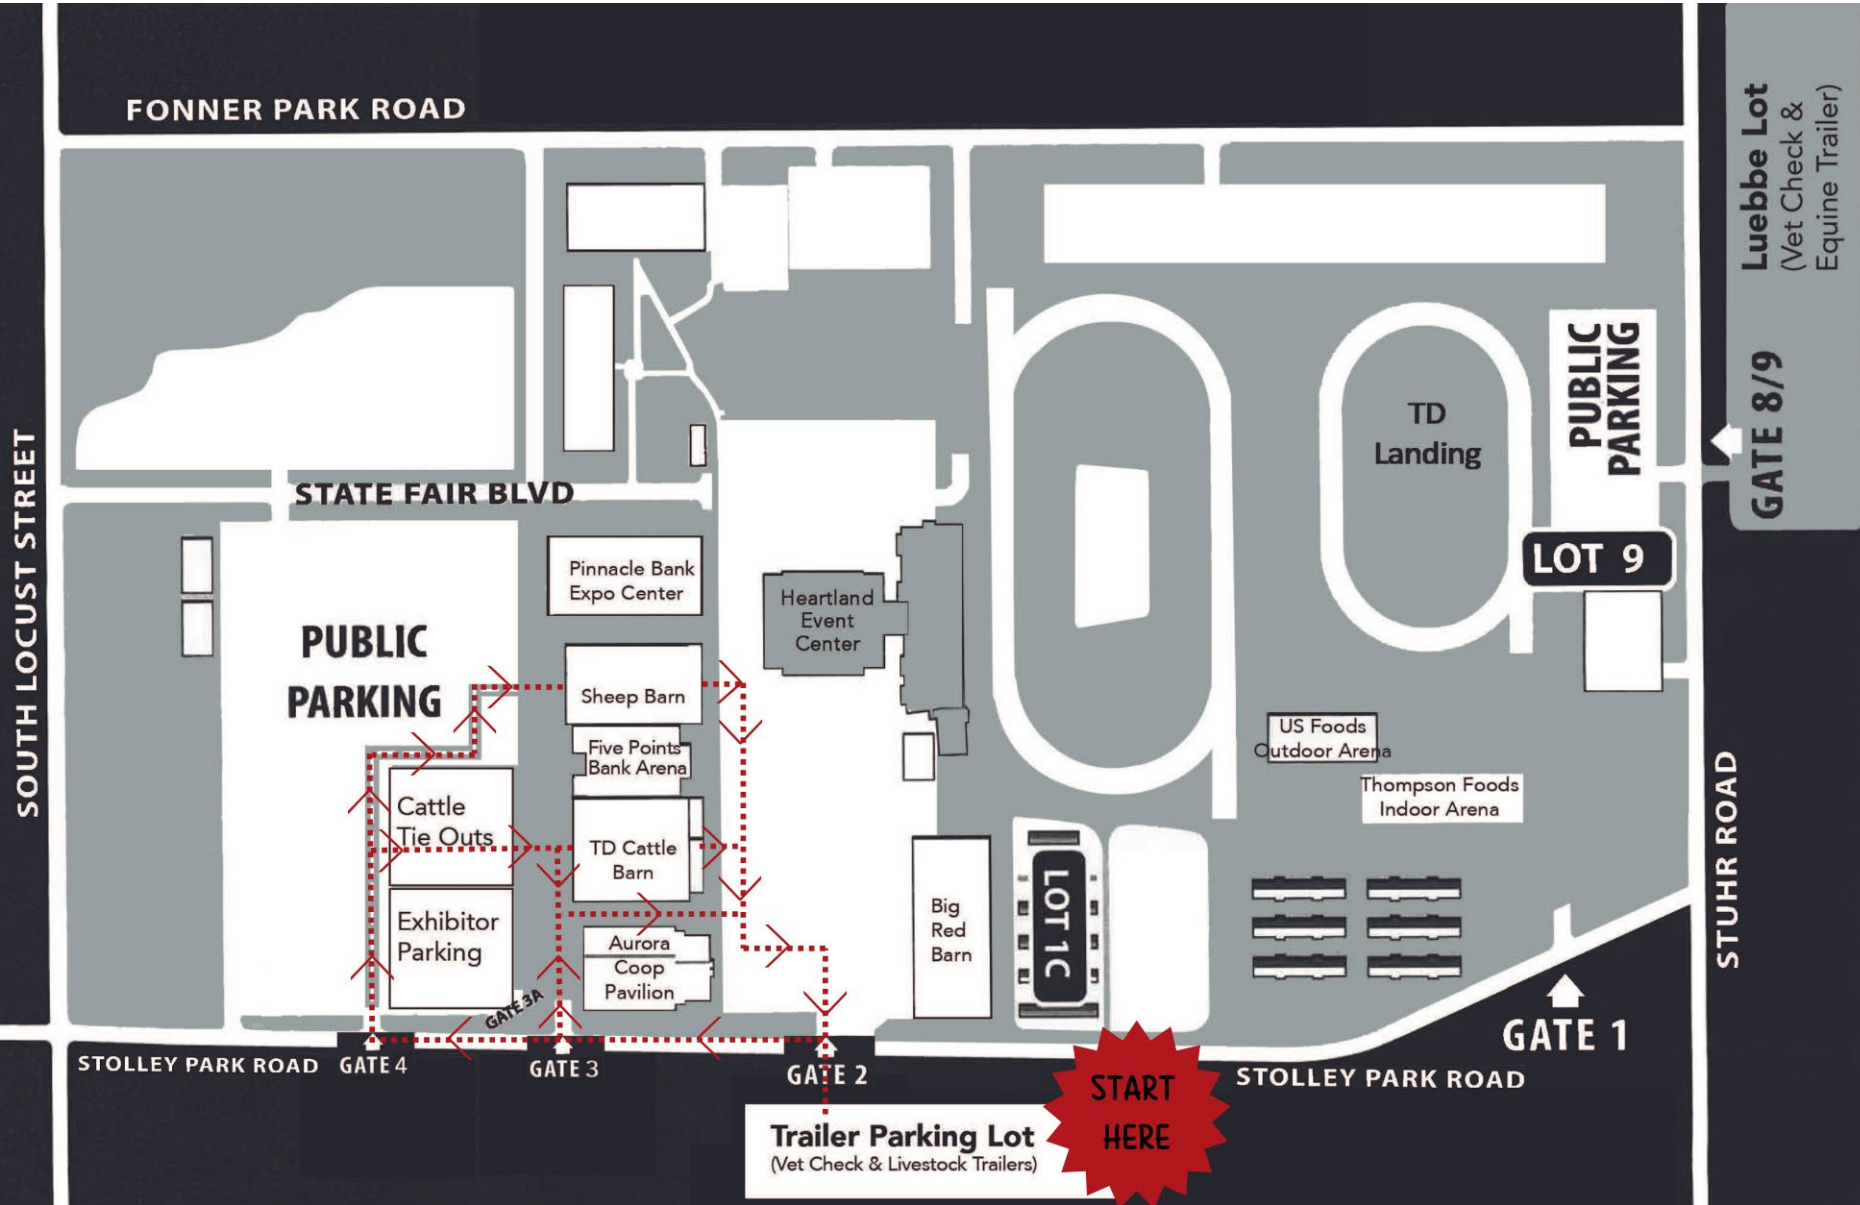 FONNER PARK ROAD
Luebbe Lot
(Vet Check &
Equine Trailer)
GATE 8/9
PUBLIC
PARKING
TD
Landing
LOT 9
SOUTH LOCUST STREET
STATE FAIR BLVD
Pinnacle Bank
Expo Center
Heartland
Event
Center
PUBLIC
PARKING
Sheep Barn
Five Points
Bank Arena
US Foods
Outdoor Arena
Thompson Foods
Indoor Arena
Cattle
Tie Outs
TD Cattle
Barn
Exhibitor
Parking
Aurora
Coop
Pavilion
Big
Red
Barn
LOT 1C
STUHR ROAD
GATE 3A
GATE 1
STOLLEY PARK ROAD
GATE 4
GATE 3
GATE 2
STOLLEY PARK ROAD
START
HERE
Trailer Parking Lot
(Vet Check & Livestock Trailers)